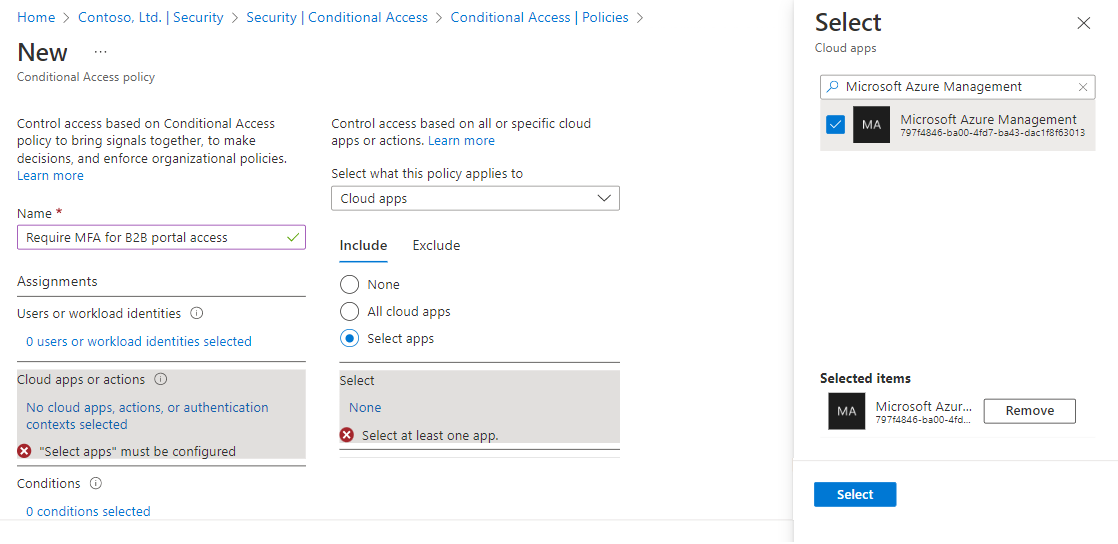 Home > Contoso, Ltd. | Security > Security | Conditional Access > Conditional Access | Policies >
New ...
Conditional Access policy
Control access based on Conditional Access
policy to bring signals together, to make
decisions, and enforce organizational policies.
Learn more
Name *
Require MFA for B2B portal access
Assignments
Users or workload identities
0 users or workload identities selected
Cloud apps or actions
No cloud apps, actions, or authentication
contexts selected
"Select apps" must be configured
Conditions
0 conditions selected
Control access based on all or specific cloud
apps or actions. Learn more
Select what this policy applies to
Cloud apps
Include Exclude
None
All cloud apps
Select apps
Select
None
Select at least one app.
Select
Cloud apps
Microsoft Azure Management
MA
Microsoft Azure Management
797f4846-ba00-4fd7-ba43-dac1f8f63013
Selected items
MA
Microsoft Azur...
797f4846-ba00-4fd...
Remove
Select